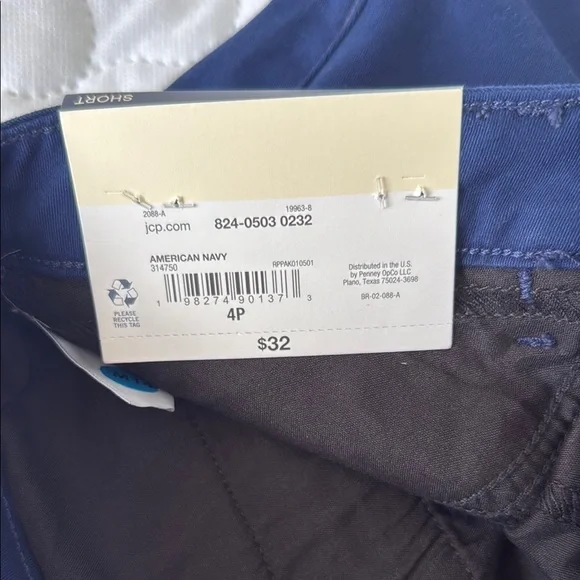 SHORT
2088-A 19963-8
jcp.com 824-0503 0232
AMERICAN NAVY
314750 RPPAK010501
1 98274 90137 3
4P
PLEASE
RECYCLE
THIS TAG
Distributed in the U.S.
by Penney OpCo LLC
Plano, Texas 75024-3698
BR-02-088-A
$32